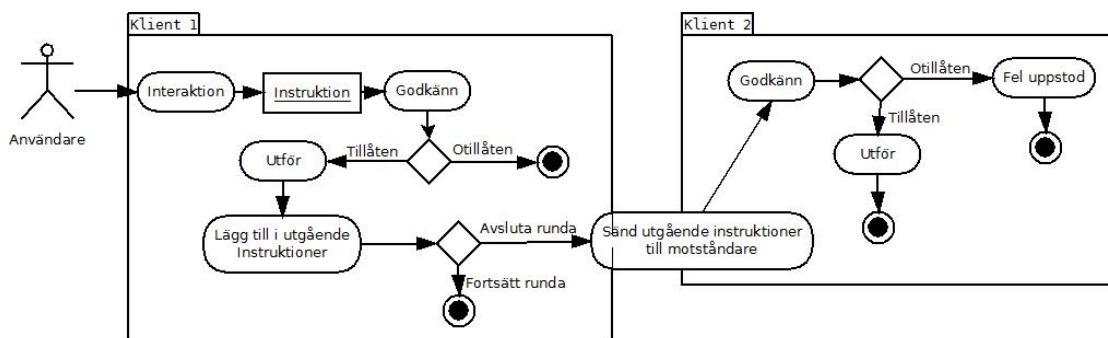 Klient 1
Användare
Interaktion
Instruktion
Godkänn
Tillåten
Otillåten
Utför
Lägg till i utgående
Instruktioner
Avsluta runda
Fortsätt runda
Sänd utgående instruktioner
till motståndare
Klient 2
Godkänn
Otillåten
Fel uppstod
Tillåten
Utför